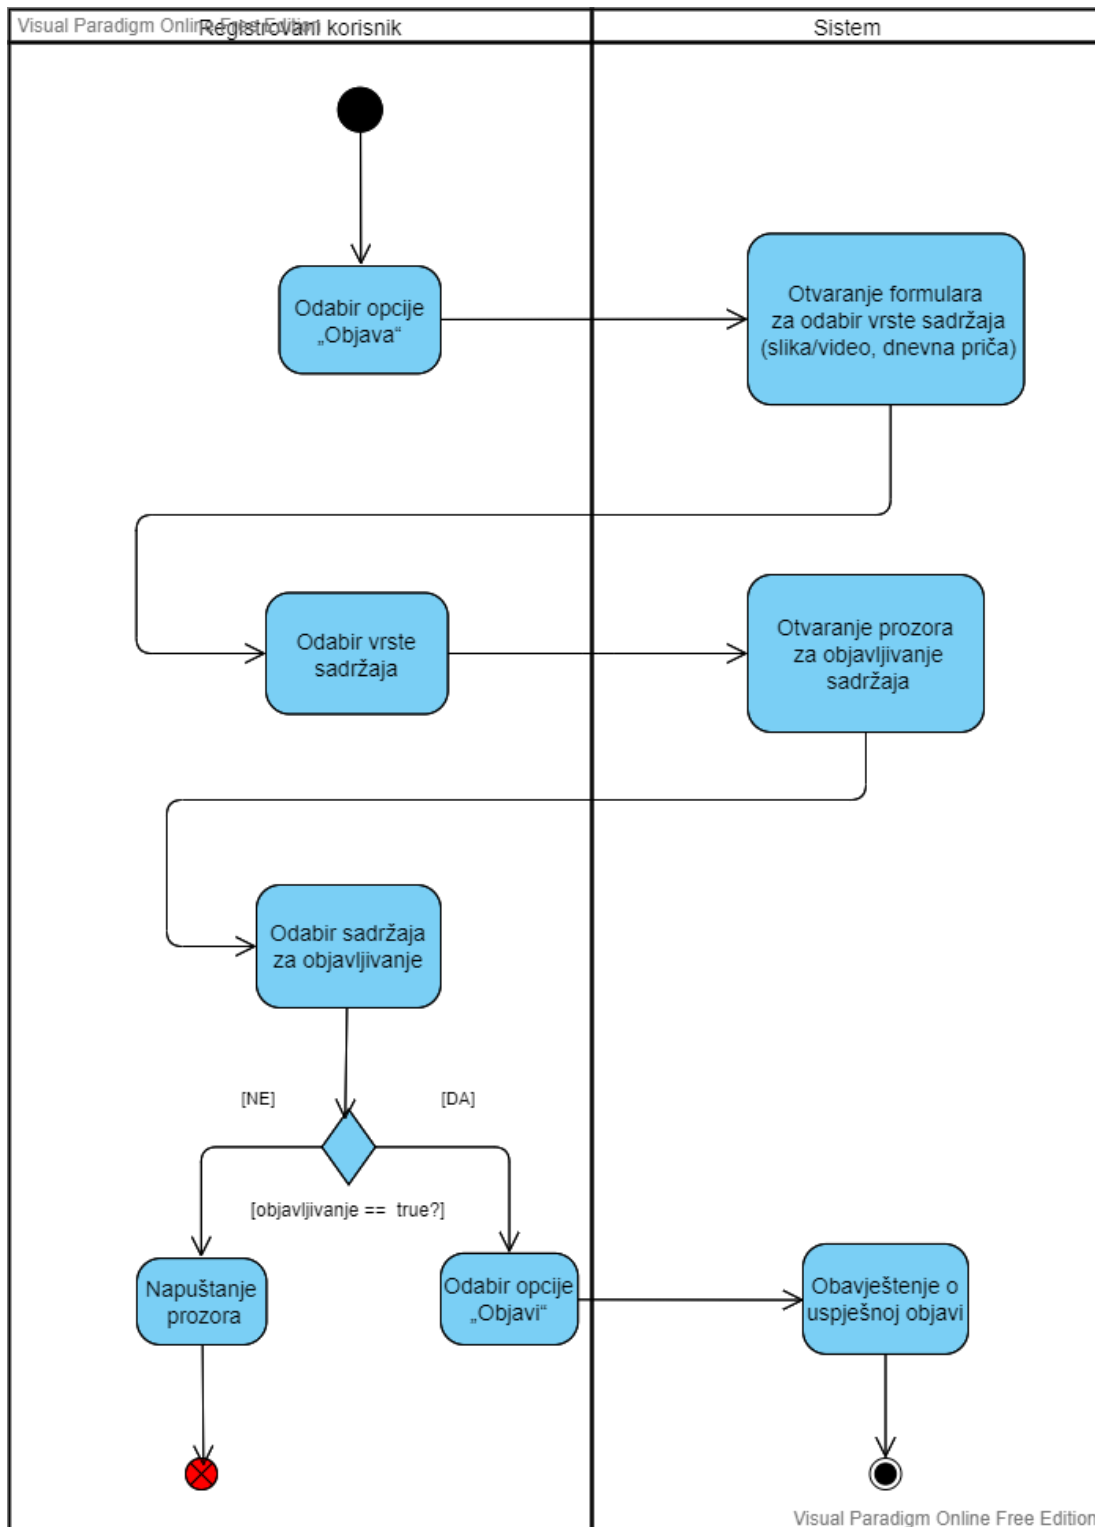 Visual Paradigm Online Free Edition
Registrovani korisnik
Sistem
Odabir opcije
„Objava“
Otvaranje formulara
za odabir vrste sadržaja
(slika/video, dnevna priča)
Odabir vrste
sadržaja
Otvaranje prozora
za objavljivanje
sadržaja
Odabir sadržaja
za objavljivanje
[NE]
[DA]
[objavljivanje == true?]
Napuštanje
prozora
Odabir opcije
„Objavi“
Obavještenje o
uspješnoj objavi
Visual Paradigm Online Free Edition